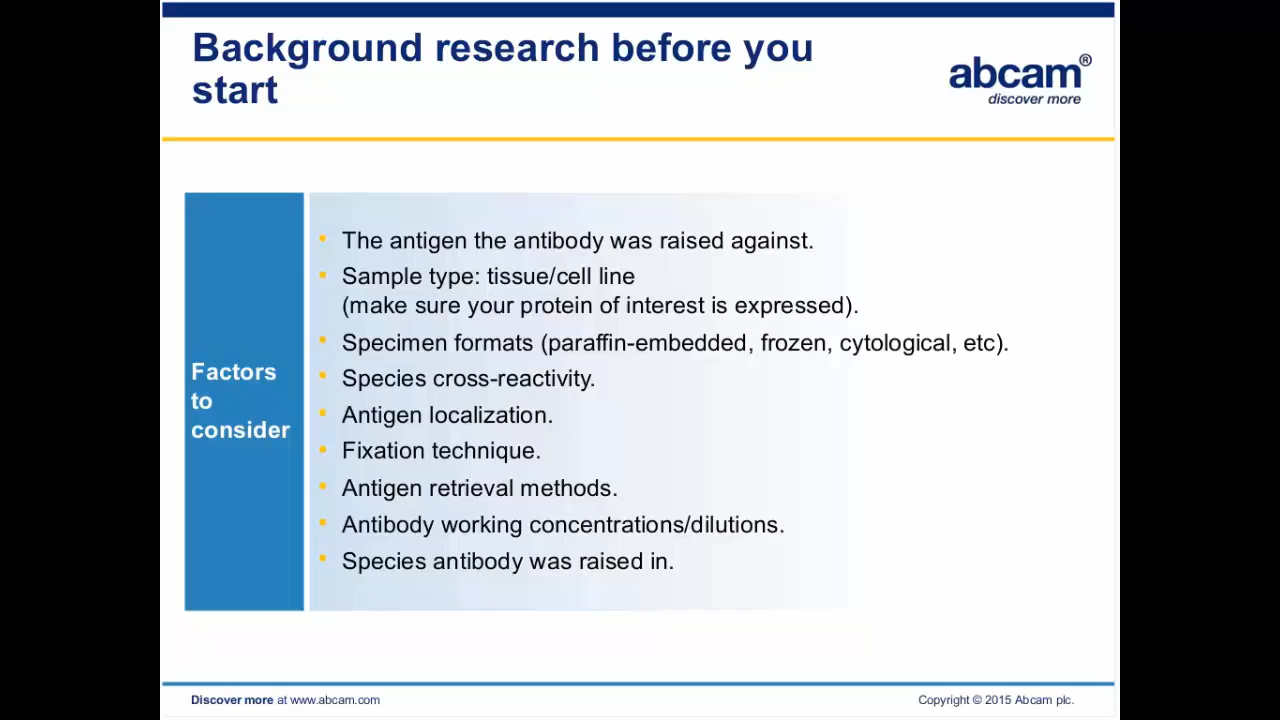 Background research before you
start
abcam®
discover more
Factors
to
consider
The antigen the antibody was raised against.
Sample type: tissue/cell line
(make sure your protein of interest is expressed).
Specimen formats (paraffin-embedded, frozen, cytological, etc).
Species cross-reactivity.
Antigen localization.
Fixation technique.
Antigen retrieval methods.
Antibody working concentrations/dilutions.
Species antibody was raised in.
Discover more at www.abcam.com
Copyright © 2015 Abcam plc.